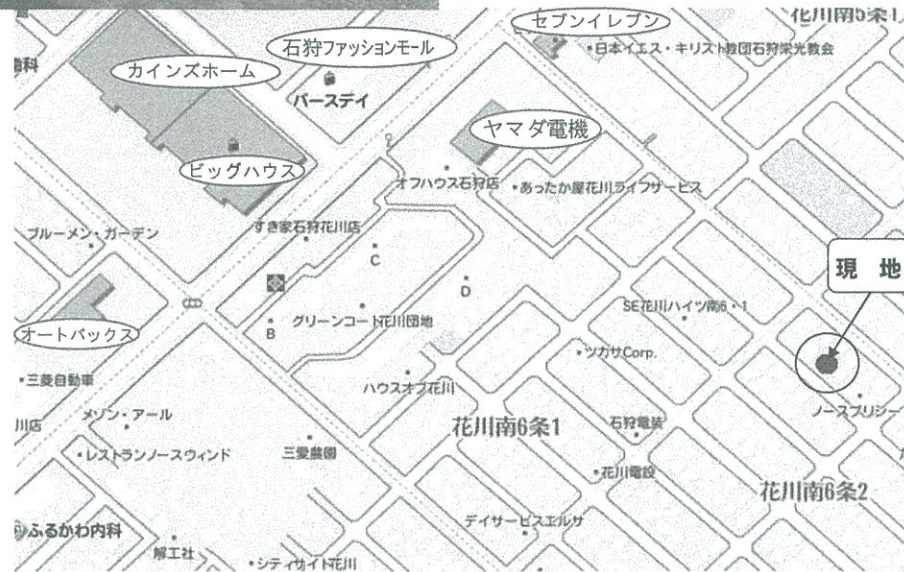 セブンイレブン
花川南5条1
石狩ファッションモール
日本イエス・キリスト教団石狩栄光教会
歯科
カインズホーム
バースデイ
ヤマダ電機
ビッグハウス
オフハウス石狩店
あったか屋花川ライフサービス
すき家石狩花川店
ブルーメン・ガーデン
C
現 地
D
SE花川ハイツ南6・1
グリーンコート花川団地
B
オートバックス
ツカサCorp.
三菱自動車
ハウスオブ花川
ノースブリジー
メゾン・アール
川店
花川南6条1
石狩電装
レストランノースウィンド
三愛農園
花川電設
花川南6条2
デイサービスエルサ
ふるかわ内科
解工社
シティサイド花川